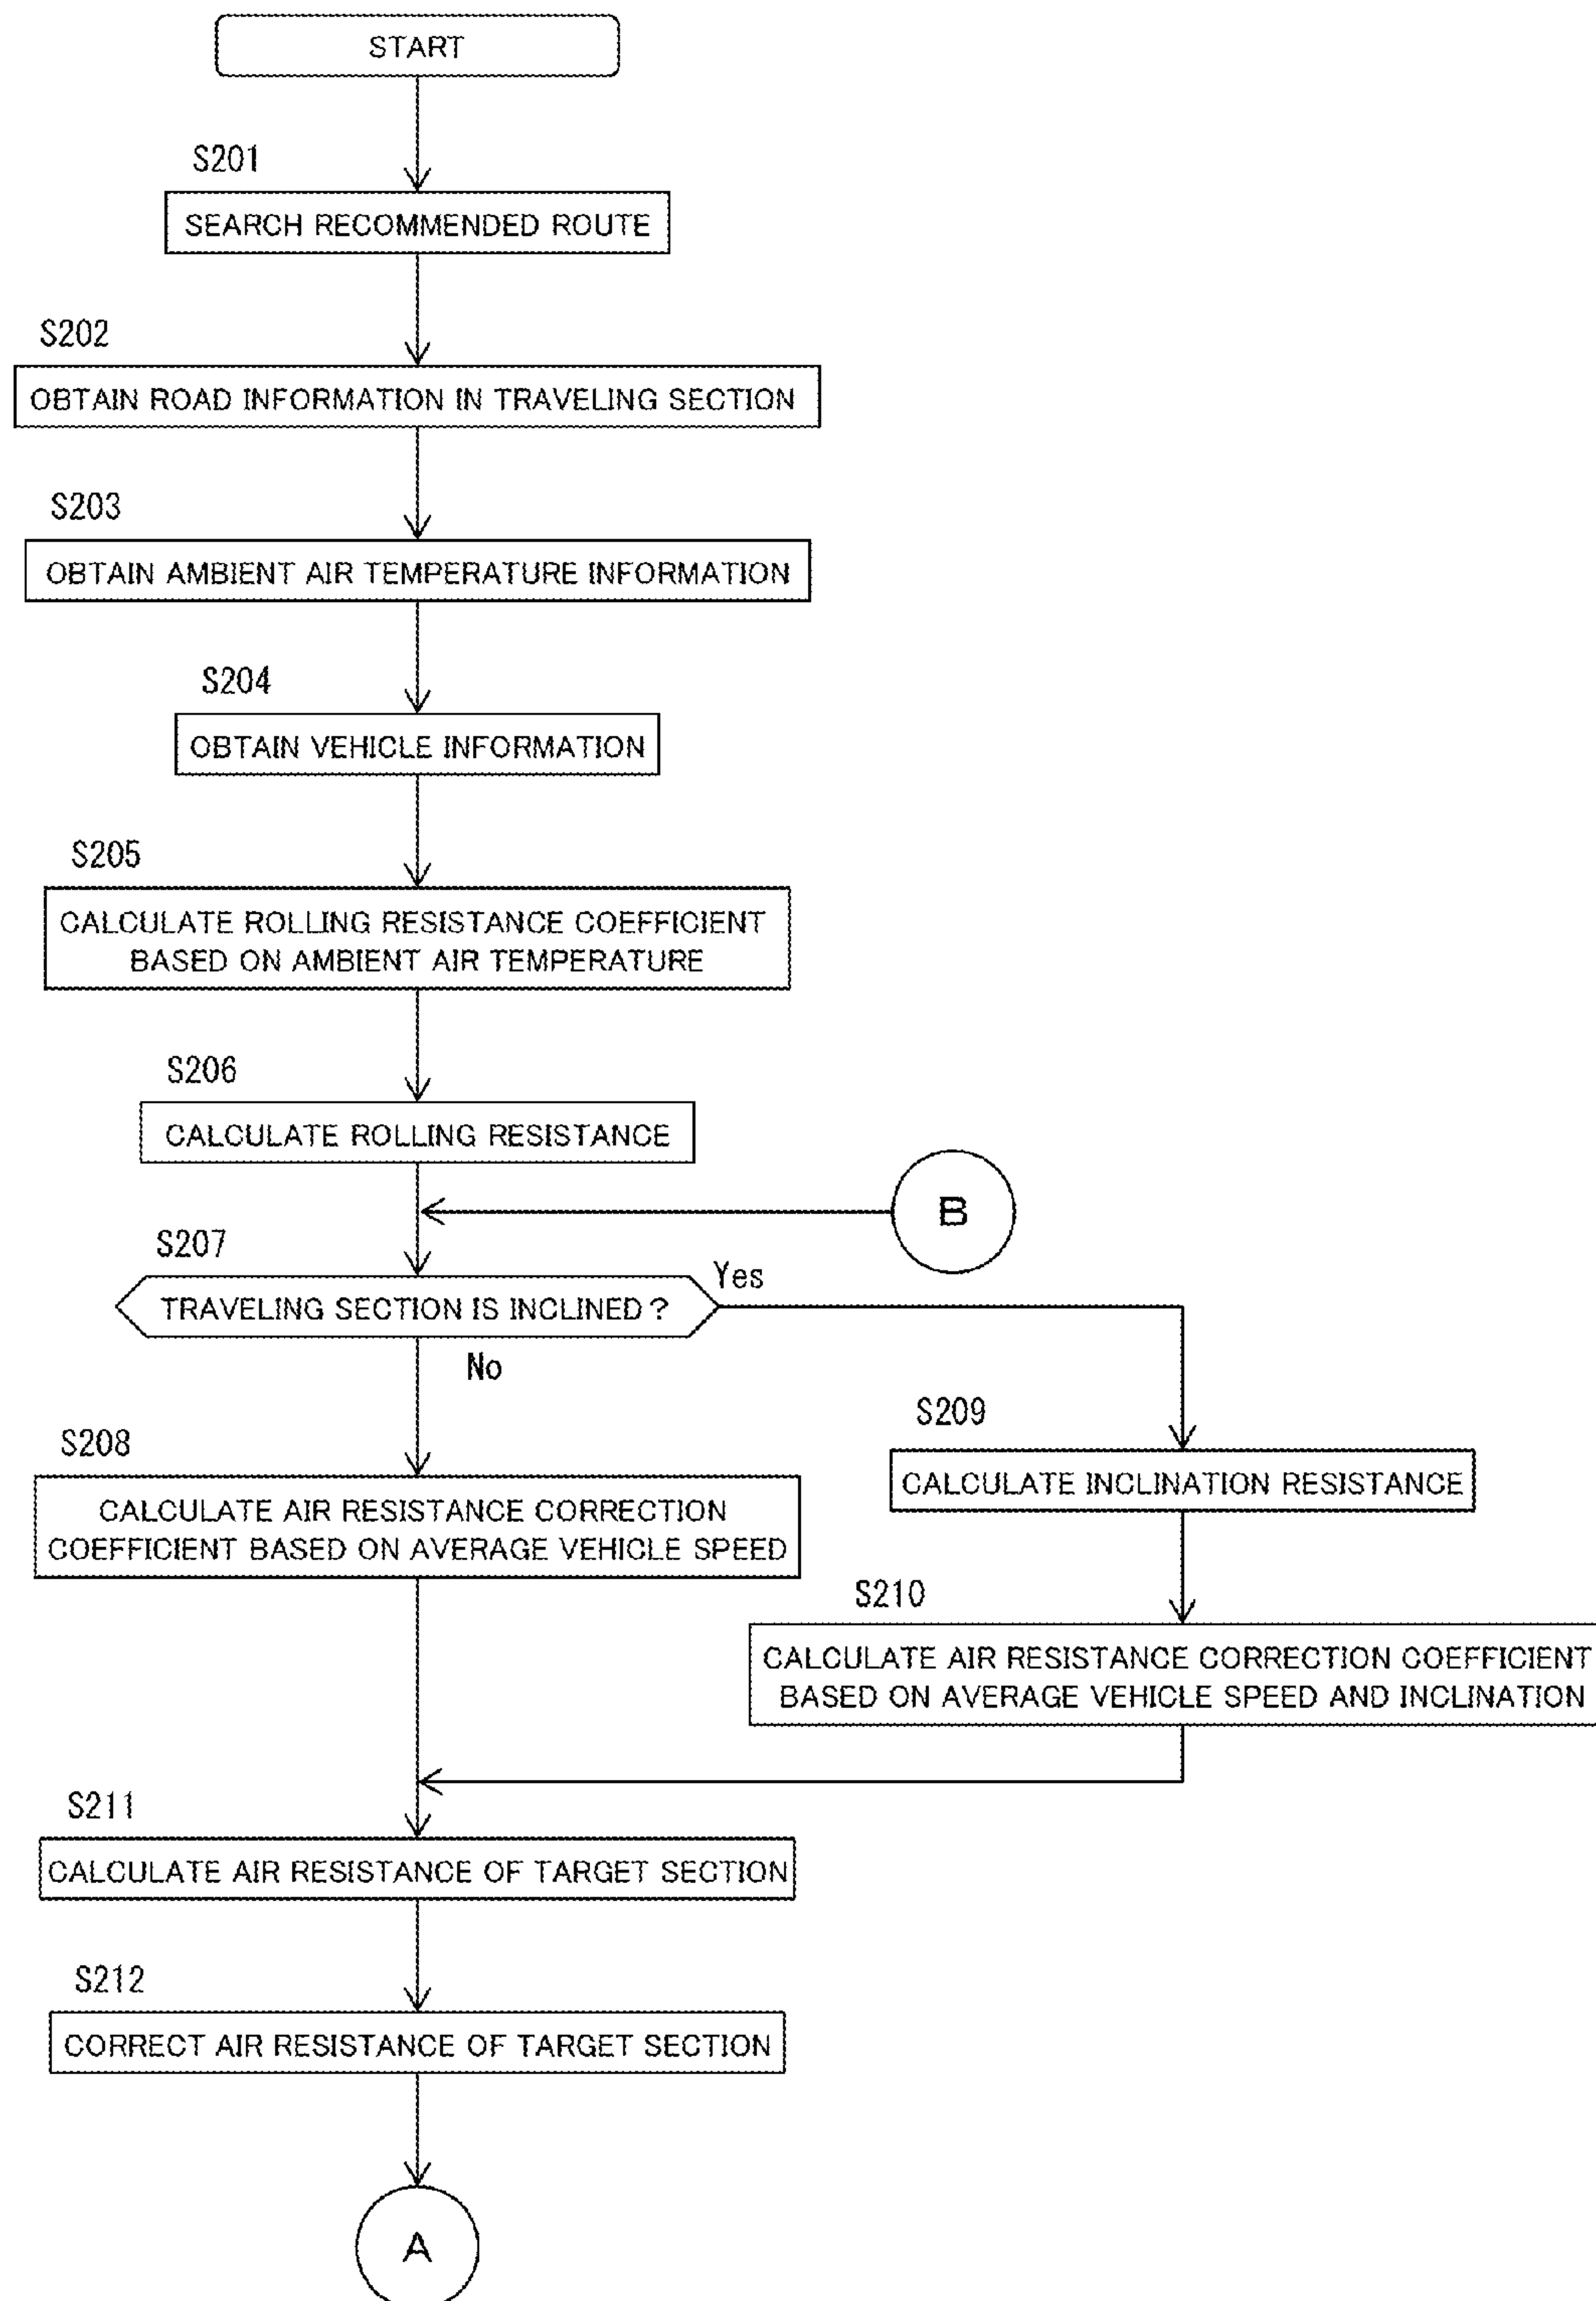 START
S201
SEARCH RECOMMENDED ROUTE
S202
OBTAIN ROAD INFORMATION IN TRAVELING SECTION
S203
OBTAIN AMBIENT AIR TEMPERATURE INFORMATION
S204
OBTAIN VEHICLE INFORMATION
S205
CALCULATE ROLLING RESISTANCE COEFFICIENT
BASED ON AMBIENT AIR TEMPERATURE
S206
CALCULATE ROLLING RESISTANCE
B
S207
TRAVELING SECTION IS INCLINED?
Yes
No
S208
CALCULATE AIR RESISTANCE CORRECTION
COEFFICIENT BASED ON AVERAGE VEHICLE SPEED
S209
CALCULATE INCLINATION RESISTANCE
S210
CALCULATE AIR RESISTANCE CORRECTION COEFFICIENT
BASED ON AVERAGE VEHICLE SPEED AND INCLINATION
S211
CALCULATE AIR RESISTANCE OF TARGET SECTION
S212
CORRECT AIR RESISTANCE OF TARGET SECTION
A